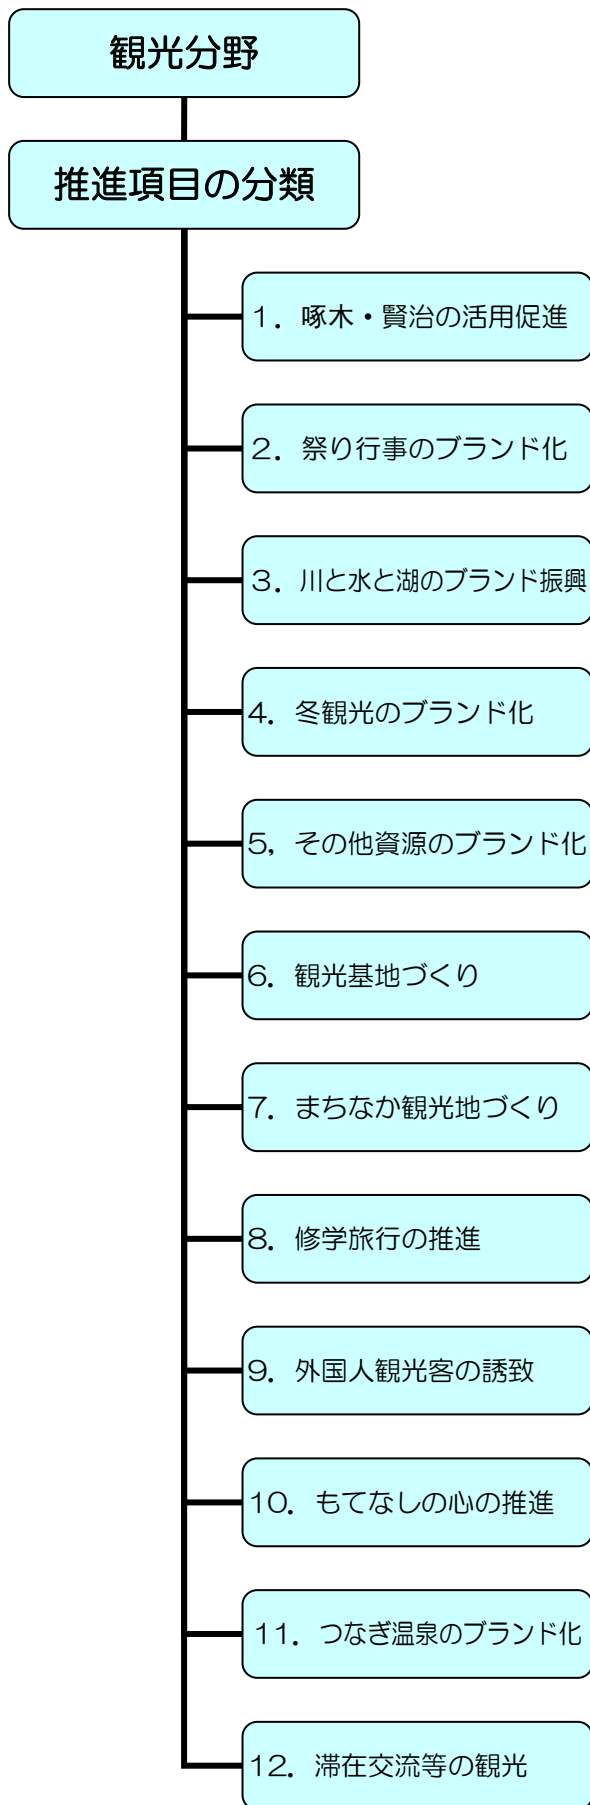 観光分野
推進項目の分類
１．啄木・賢治の活用促進
２．祭り行事のブランド化
３．川と水と湖のブランド振興
４．冬観光のブランド化
５，その他資源のブランド化
６．観光基地づくり
７．まちなか観光地づくり
８．修学旅行の推進
９．外国人観光客の誘致
１０．もてなしの心の推進
１１．つなぎ温泉のブランド化
１２．滞在交流等の観光